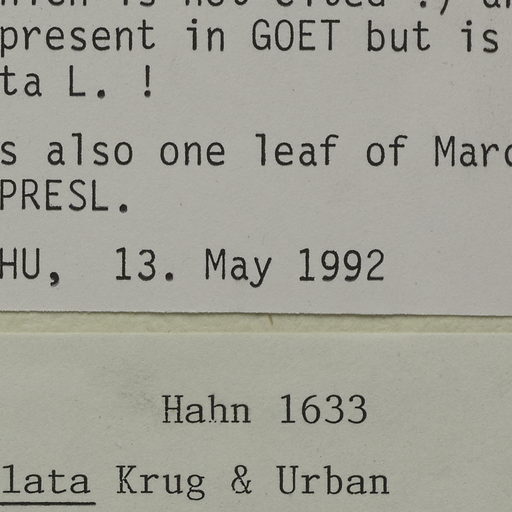 present in GOET but is
ta L. !
s also one leaf of Marc
PRESL.
HU, 13. May 1992
Hahn 1633
lata Krug & Urban